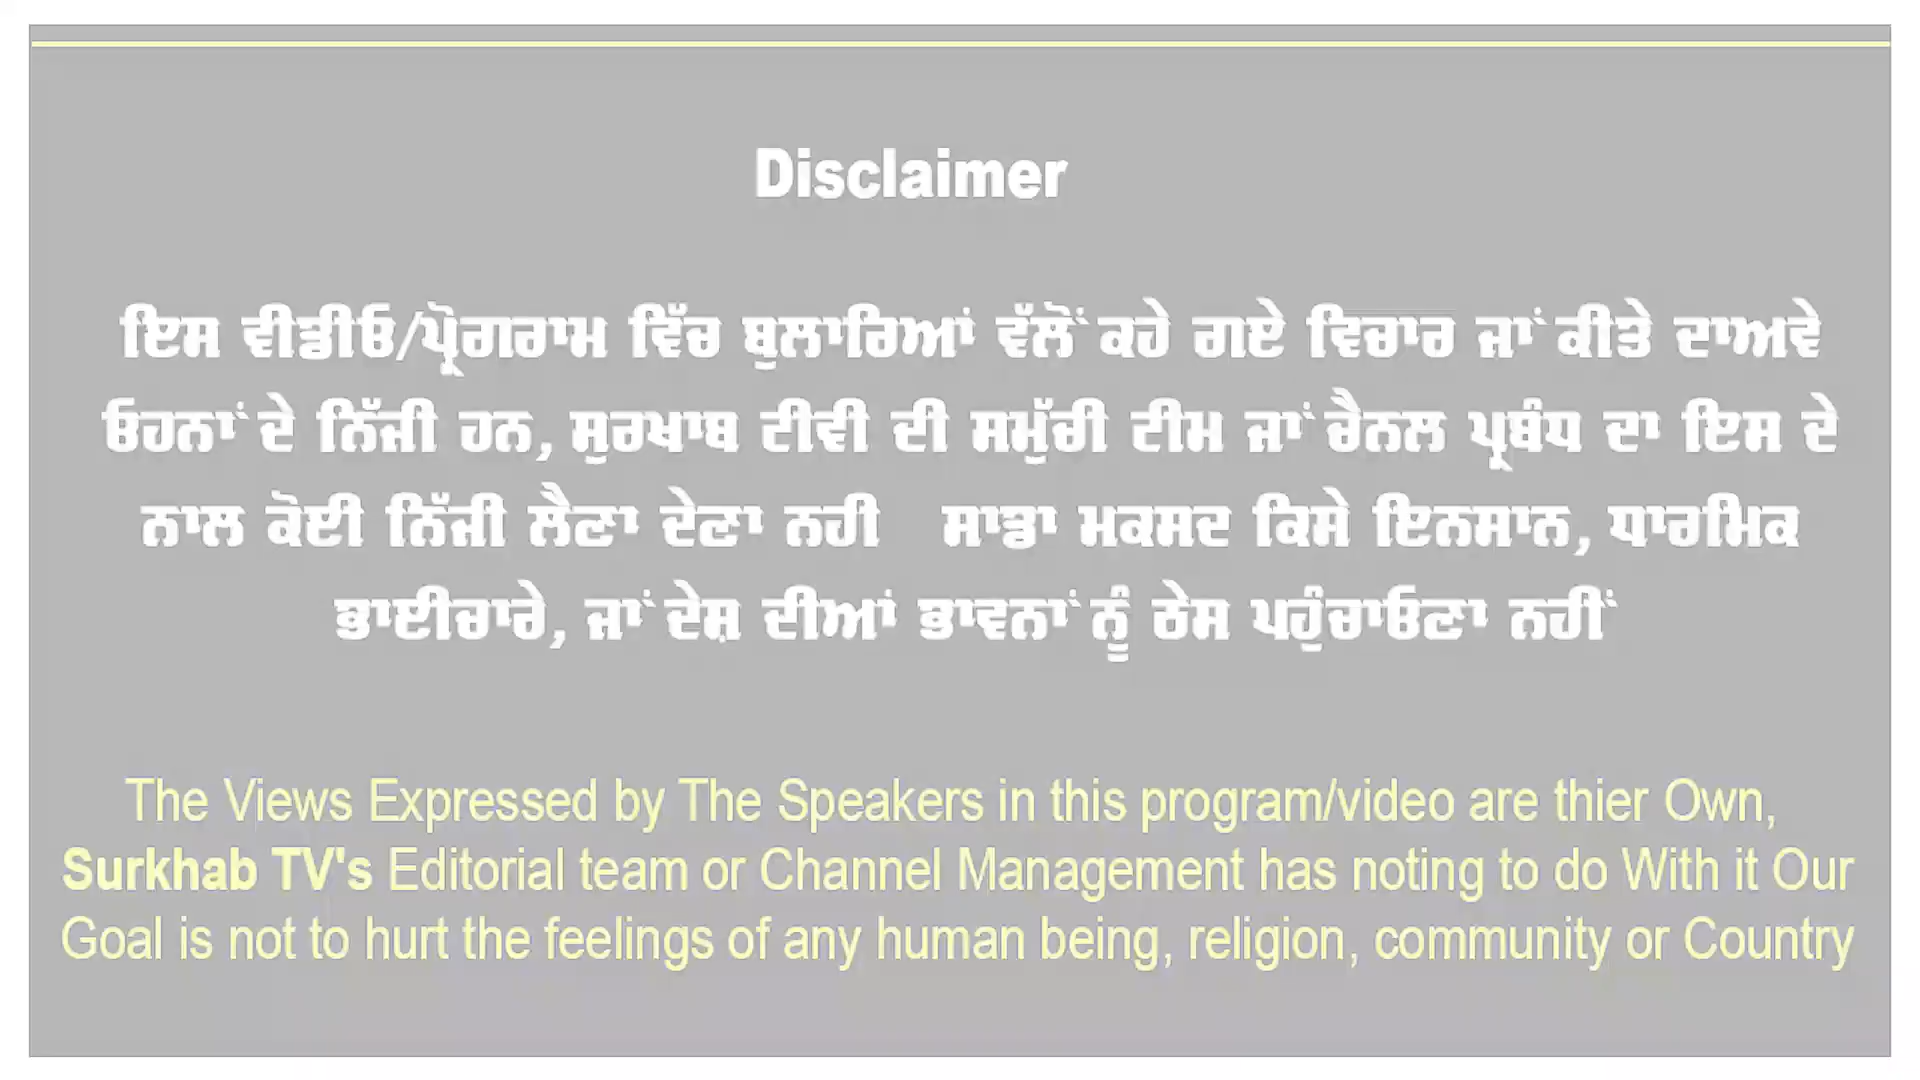 Disclaimer
ਇਸ ਵੀਡੀਓ/ਪ੍ਰੋਗਰਾਮ ਵਿੱਚ ਬੁਲਾਰਿਆਂ ਵੱਲੋਂ ਕਹੇ ਗਏ ਵਿਚਾਰ ਜਾਂ ਕੀਤੇ ਦਾਅਵੇ
ਓਹਨਾਂ ਦੇ ਨਿੱਜੀ ਹਨ, ਸੁਰਖਾਬ ਟੀਵੀ ਦੀ ਸਮੁੱਚੀ ਟੀਮ ਜਾਂ ਚੈਨਲ ਪ੍ਰਬੰਧ ਦਾ ਇਸ ਦੇ
ਨਾਲ ਕੋਈ ਨਿੱਜੀ ਲੈਣਾ ਦੇਣਾ ਨਹੀ ਸਾਡਾ ਮਕਸਦ ਕਿਸੇ ਇਨਸਾਨ, ਧਾਰਮਿਕ
ਭਾਈਚਾਰੇ, ਜਾਂ ਦੇਸ਼ ਦੀਆਂ ਭਾਵਨਾਂ ਨੂੰ ਠੇਸ ਪਹੁੰਚਾਉਣਾ ਨਹੀਂ
The Views Expressed by The Speakers in this program/video are thier Own,
Surkhab TV's Editorial team or Channel Management has noting to do With it Our
Goal is not to hurt the feelings of any human being, religion, community or Country